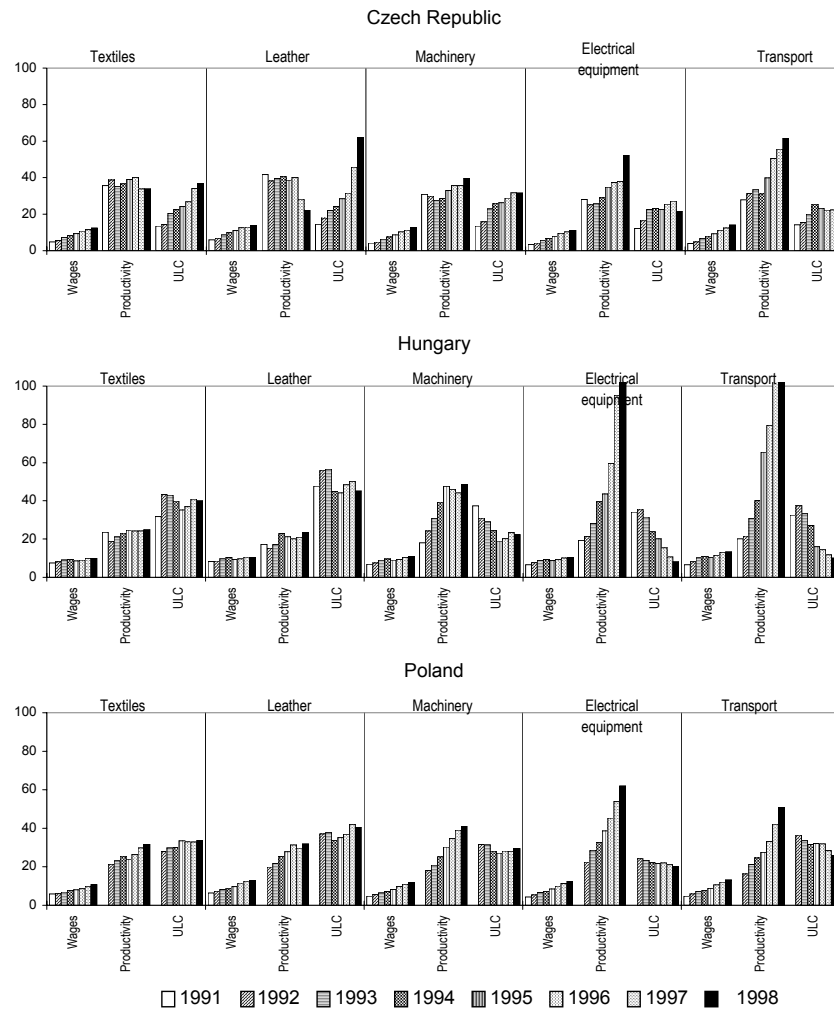 Czech Republic
Textiles Leather Machinery Electrical equipment Transport
100
80
60
40
20
0
Wages Productivity ULC Wages Productivity ULC Wages Productivity ULC Wages Productivity ULC Wages Productivity ULC
Hungary
Textiles Leather Machinery Electrical equipment Transport
100
80
60
40
20
0
Wages Productivity ULC Wages Productivity ULC Wages Productivity ULC Wages Productivity ULC Wages Productivity ULC
Poland
Textiles Leather Machinery Electrical equipment Transport
100
80
60
40
20
0
Wages Productivity ULC Wages Productivity ULC Wages Productivity ULC Wages Productivity ULC Wages Productivity ULC
1991 1992 1993 1994 1995 1996 1997 1998